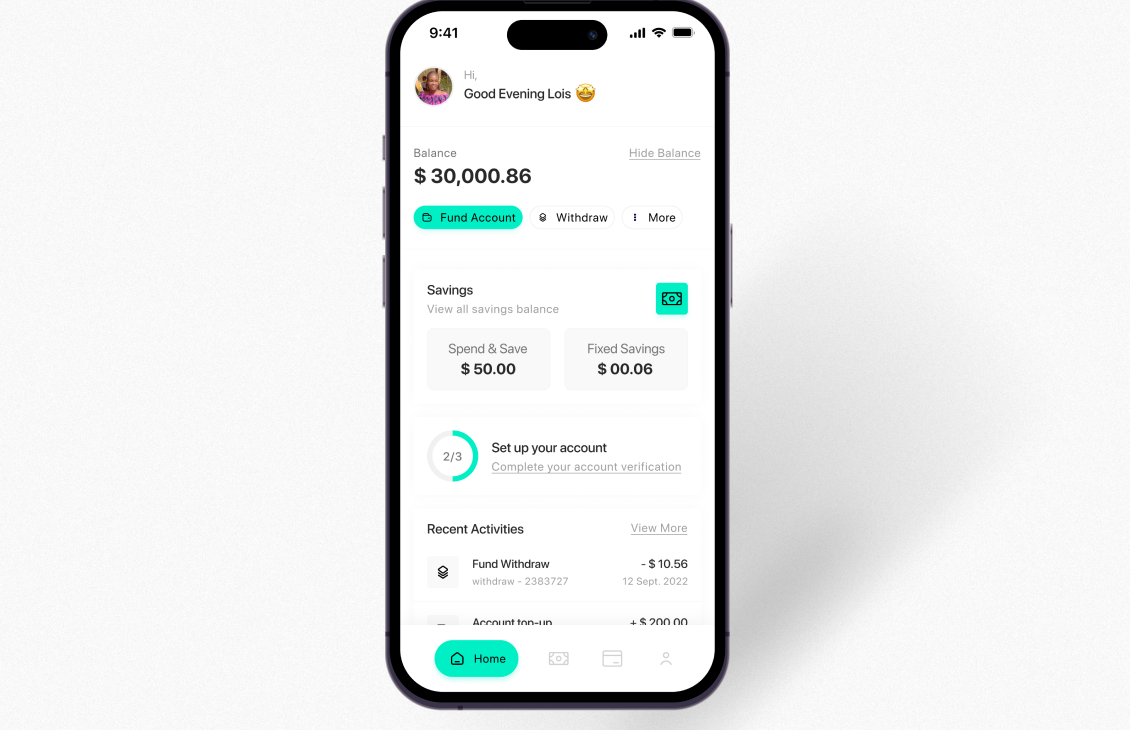 9:41
Hi,
Good Evening Lois
Balance
Hide Balance
$ 30,000.86
Fund Account
Withdraw
More
Savings
View all savings balance
Spend & Save
$ 50.00
Fixed Savings
$ 00.06
2/3
Set up your account
Complete your account verification
Recent Activities
View More
Fund Withdraw
- $ 10.56
withdraw - 2383727
12 Sept. 2022
Account top-up
+ $ 200.00
Home